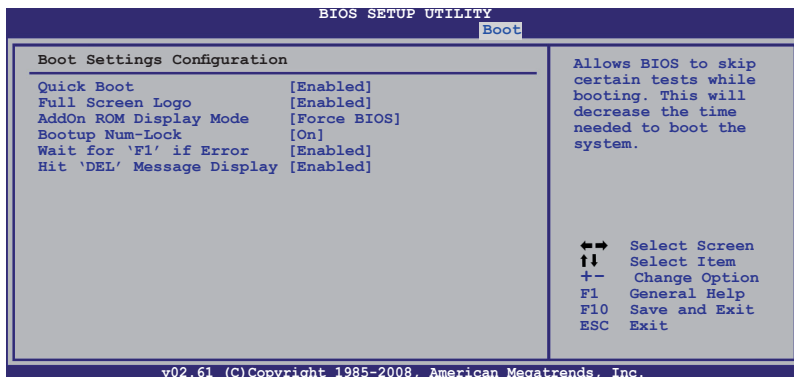 BIOS SETUP UTILITY
Boot
Boot Settings Configuration
Quick Boot [Enabled]
Full Screen Logo [Enabled]
AddOn ROM Display Mode [Force BIOS]
Bootup Num-Lock [On]
Wait for ‘F1’ if Error [Enabled]
Hit ‘DEL’ Message Display [Enabled]
Allows BIOS to skip
certain tests while
booting. This will
decrease the time
needed to boot the
system.
←→ Select Screen
↑↓ Select Item
+- Change Option
F1 General Help
F10 Save and Exit
ESC Exit
v02.61 (C)Copyright 1985-2008, American Megatrends, Inc.